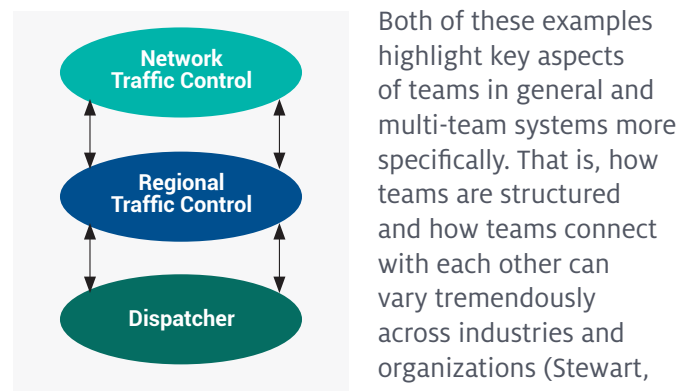 Network
Traffic Control
Regional
Traffic Control
Dispatcher
Both of these examples
highlight key aspects
of teams in general and
multi-team systems more
specifically. That is, how
teams are structured
and how teams connect
with each other can
vary tremendously
across industries and
organizations (Stewart,